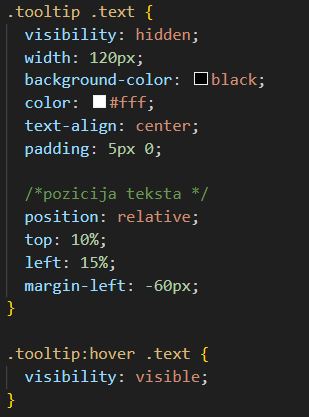 .tooltip .text {
visibility: hidden;
width: 120px;
background-color: black;
color: #fff;
text-align: center;
padding: 5px 0;
/*pozicija teksta */
position: relative;
top: 10%;
left: 15%;
margin-left: -60px;
}
.tooltip:hover .text {
visibility: visible;
}